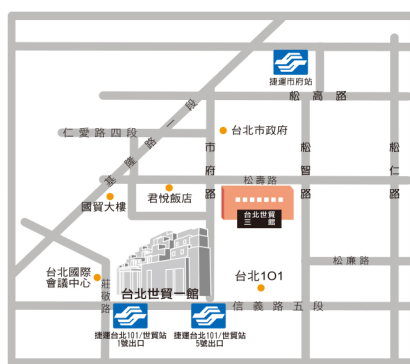 捷運市府站
松高路
基隆路一段
仁愛路四段
台北市政府
市府路
松智路
松仁路
松壽路
君悅飯店
國貿大樓
台北世貿
三館
台北國際
會議中心
莊敬路
台北世貿一館
台北101
松廉路
信義路五段
捷運台北101/世貿站
1號出口
捷運台北101/世貿站
5號出口